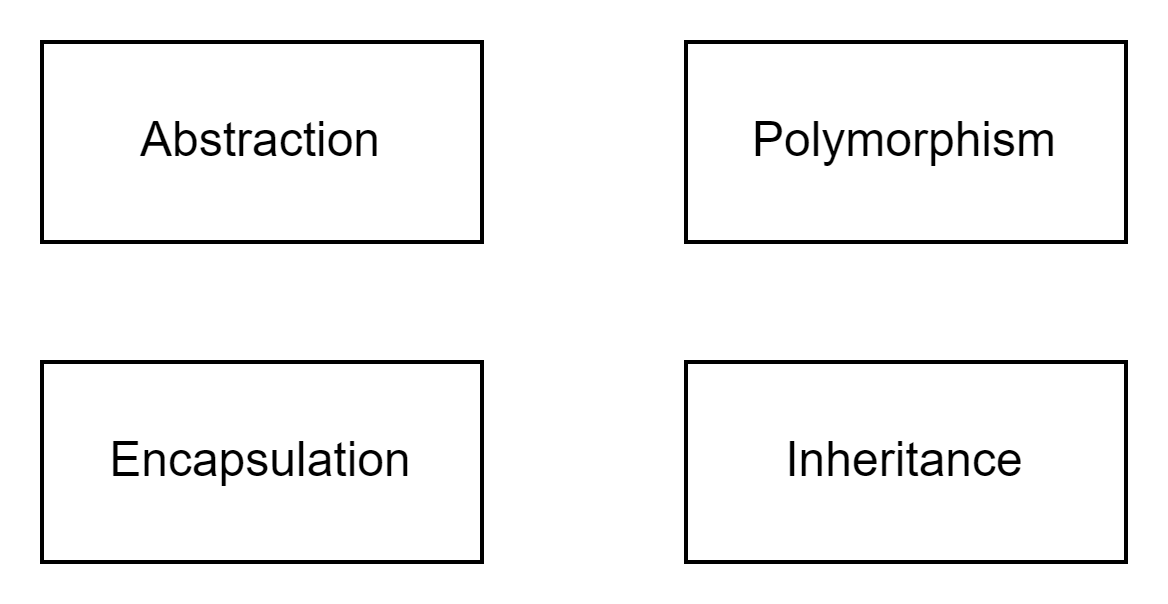 Abstraction
Polymorphism
Encapsulation
Inheritance